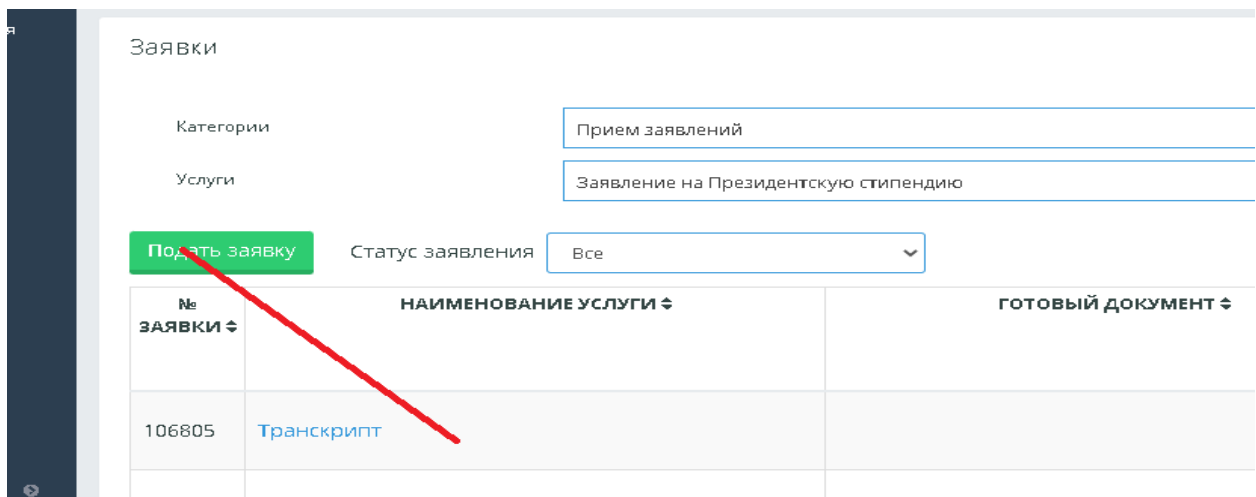 я
Заявки
Категории
Прием заявлений
Услуги
Заявление на Президентскую стипендию
Подать заявку
Статус заявления
Все
№ ЗАЯВКИ
НАИМЕНОВАНИЕ УСЛУГИ
ГОТОВЫЙ ДОКУМЕНТ
106805
Транскрипт